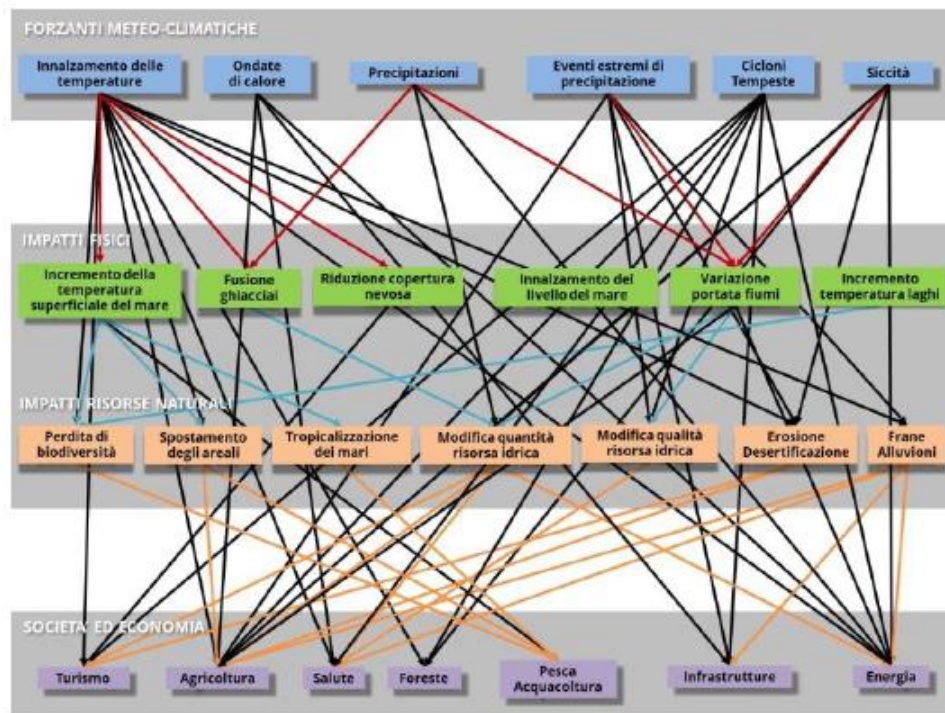 FORZANTI METEO-CLIMATICHE
Innalzamento delle
temperature
Ondate
di calore
Precipitazioni
Eventi estremi di
precipitazione
Cicloni
Tempeste
Siccità
IMPATTI FISICI
Incremento della
temperatura
superficiale del mare
Fusione
ghiacciai
Riduzione copertura
nevosa
Innalzamento del
livello del mare
Variazione
portata fiumi
Incremento
temperatura laghi
IMPATTI RISORSE NATURALI
Perdita di
biodiversità
Spostamento
degli areali
Tropicalizzazione
dei mari
Modifica quantità
risorsa idrica
Modifica qualità
risorsa idrica
Erosione
Desertificazione
Frane
Alluvioni
SOCIETA' ED ECONOMIA
Turismo
Agricoltura
Salute
Foreste
Pesca
Acquacoltura
Infrastrutture
Energia